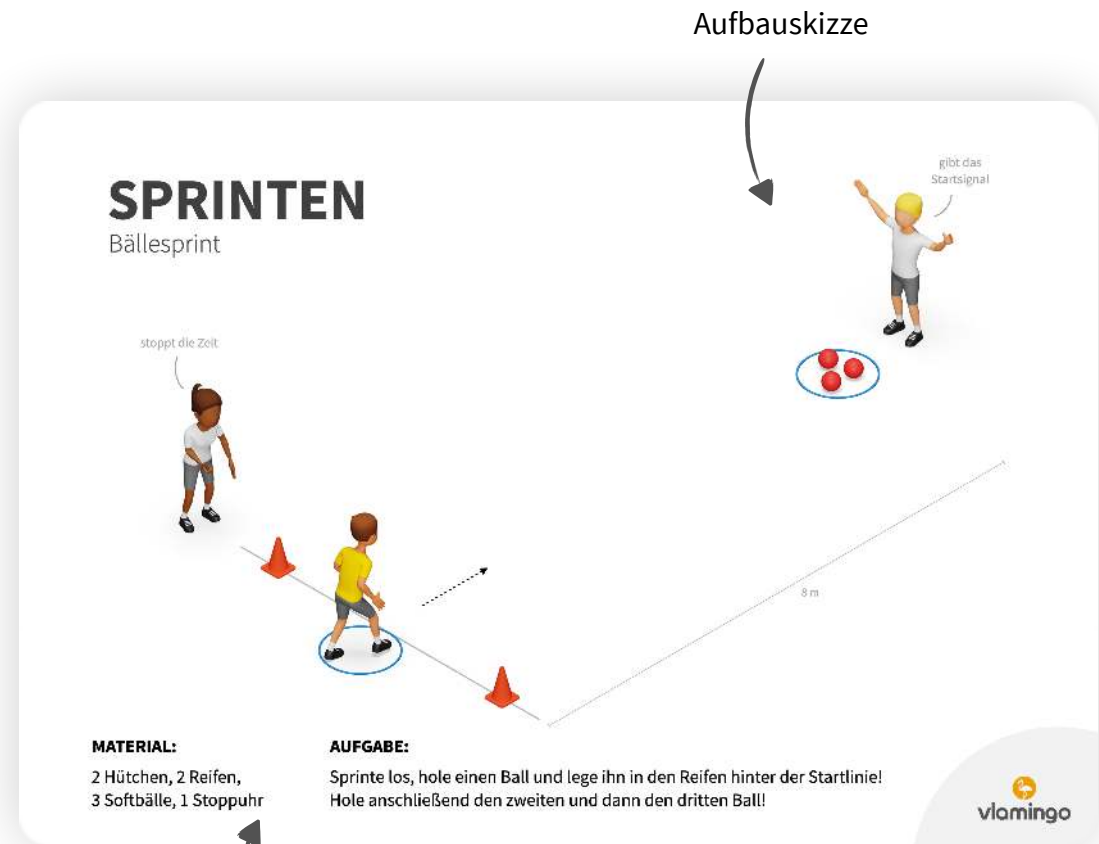 Aufbauskizze
SPRINTEN
Bällesprint
gibt das
Startsignal
stoppt die Zeit
8 m
MATERIAL:
2 Hütchen, 2 Reifen,
3 Softbälle, 1 Stoppuhr
AUFGABE:
Sprinte los, hole einen Ball und lege ihn in den Reifen hinter der Startlinie!
Hole anschließend den zweiten und dann den dritten Ball!
vlamingo